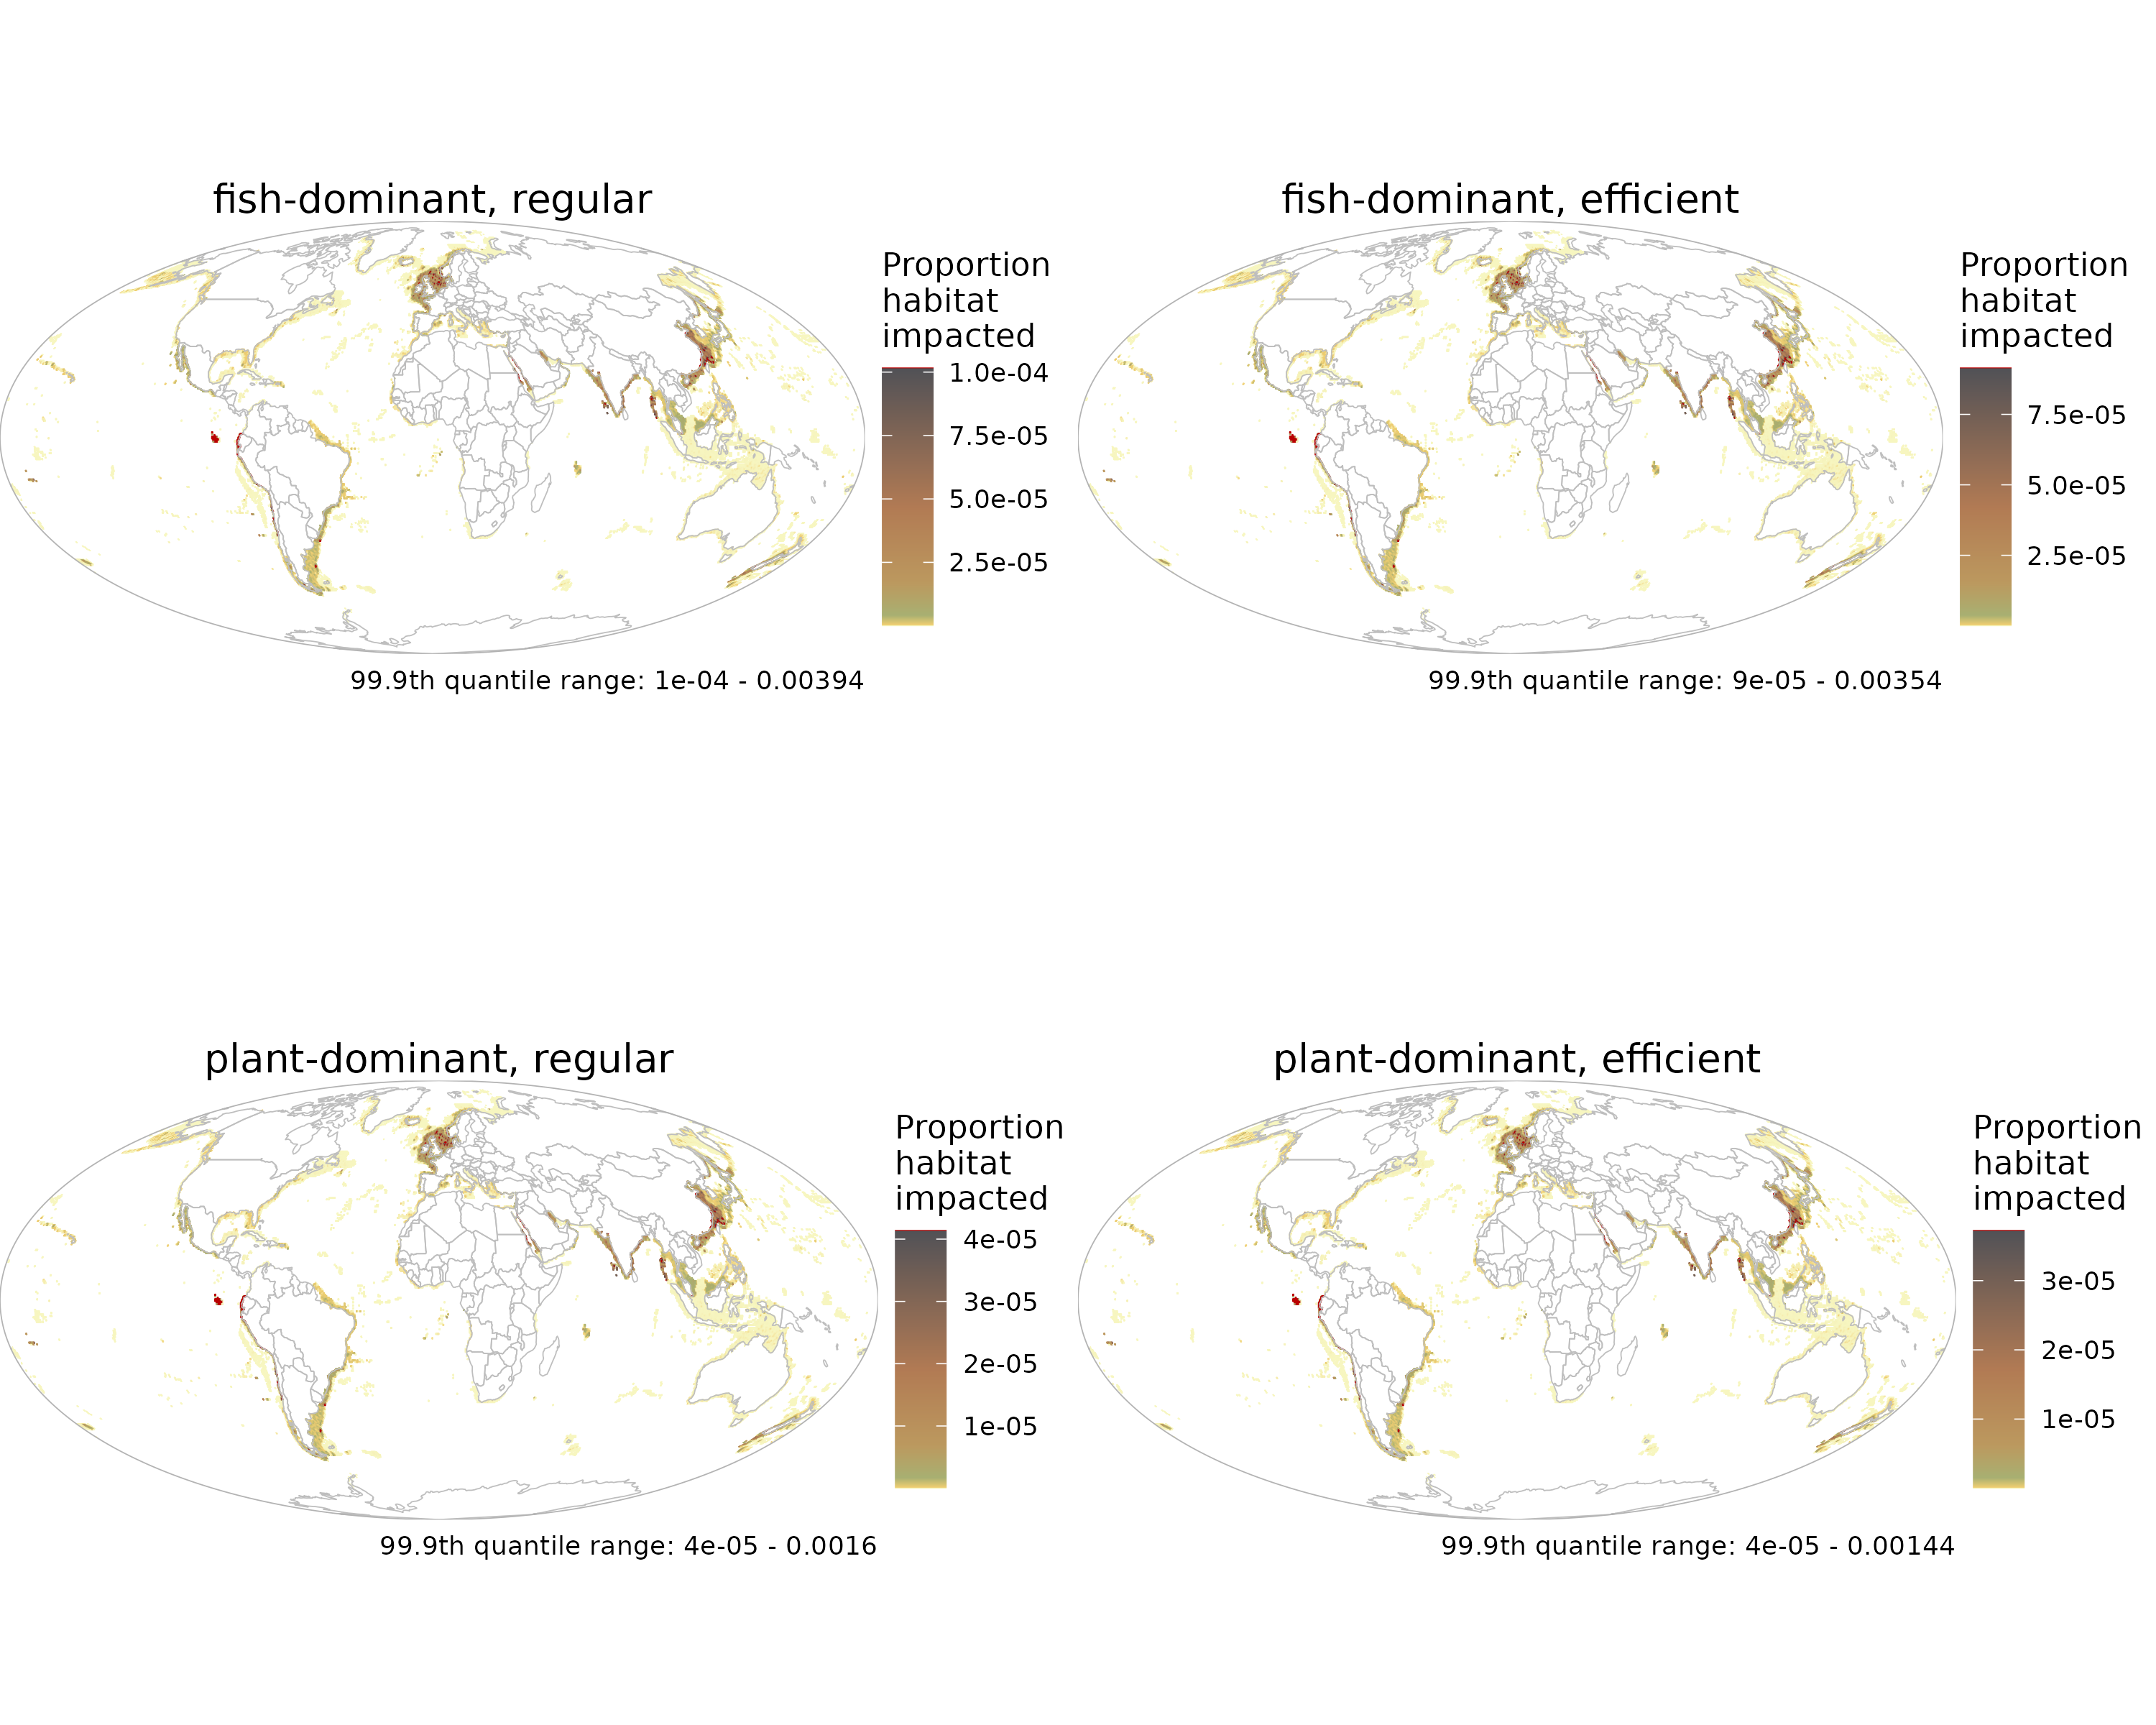 fish-dominant, regular
Proportion
habitat
impacted
1.0e-04
7.5e-05
5.0e-05
2.5e-05
99.9th quantile range: 1e-04 - 0.00394
fish-dominant, efficient
Proportion
habitat
impacted
7.5e-05
5.0e-05
2.5e-05
99.9th quantile range: 9e-05 - 0.00354
plant-dominant, regular
Proportion
habitat
impacted
4e-05
3e-05
2e-05
1e-05
99.9th quantile range: 4e-05 - 0.0016
plant-dominant, efficient
Proportion
habitat
impacted
3e-05
2e-05
1e-05
99.9th quantile range: 4e-05 - 0.00144